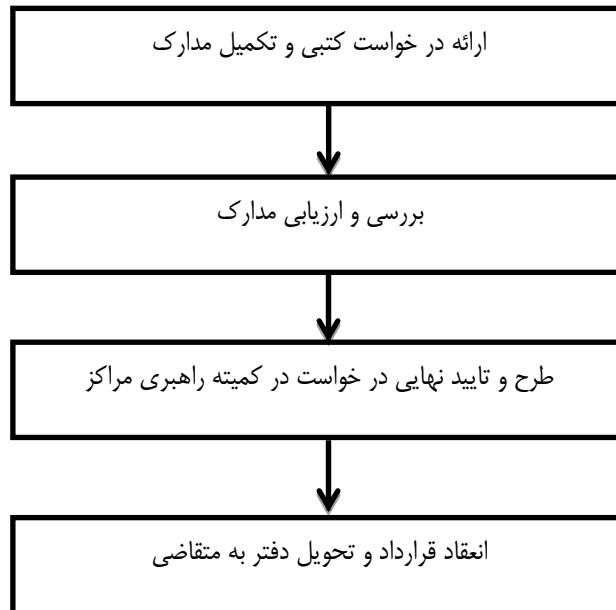 ارائه در خواست کتبی و تکمیل مدارک
بررسی و ارزیابی مدارک
طرح و تایید نهایی در خواست در کمیته راهبری مراکز
انعقاد قرارداد و تحویل دفتر به متقاضی